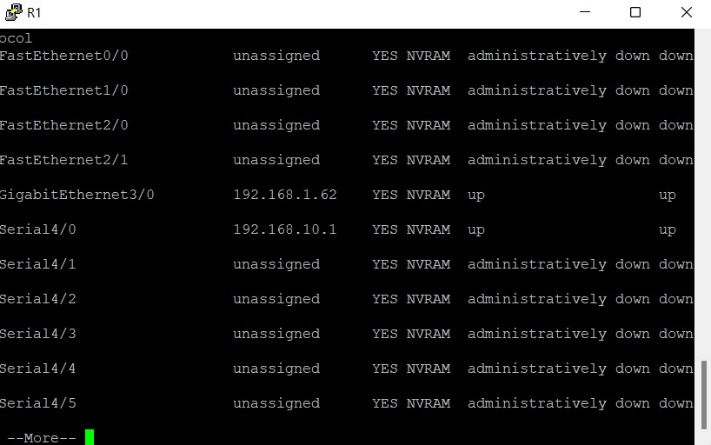 R1
ocol
FastEthernet0/0 unassigned YES NVRAM administratively down down
FastEthernet1/0 unassigned YES NVRAM administratively down down
FastEthernet2/0 unassigned YES NVRAM administratively down down
FastEthernet2/1 unassigned YES NVRAM administratively down down
GigabitEthernet3/0 192.168.1.62 YES NVRAM up up
Serial4/0 192.168.10.1 YES NVRAM up up
Serial4/1 unassigned YES NVRAM administratively down down
Serial4/2 unassigned YES NVRAM administratively down down
Serial4/3 unassigned YES NVRAM administratively down down
Serial4/4 unassigned YES NVRAM administratively down down
Serial4/5 unassigned YES NVRAM administratively down down
--More--